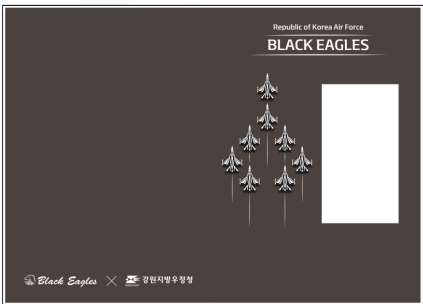 Republic of Korea Air Force
BLACK EAGLES
Black Eagles × 강원지방우정청